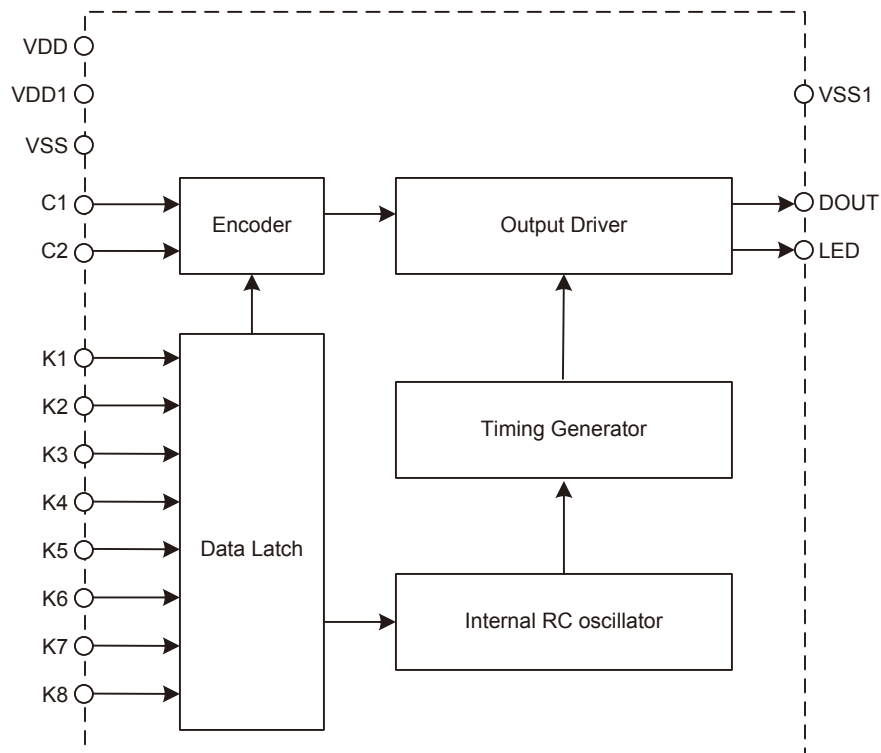 VDD
VDD1
VSS1
VSS
C1
Encoder
Output Driver
DOUT
C2
LED
K1
K2
Timing Generator
K3
K4
K5
Data Latch
K6
Internal RC oscillator
K7
K8